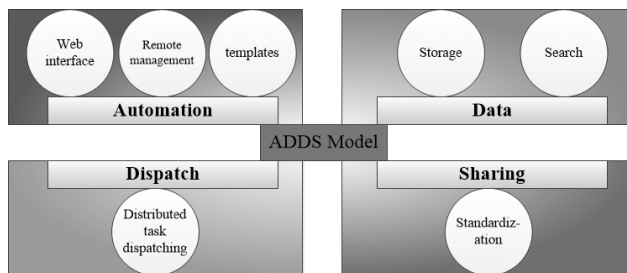 Web
interface
Remote
management
templates
Automation
Storage
Search
Data
ADDS Model
Dispatch
Distributed
task
dispatching
Sharing
Standardiz-
ation